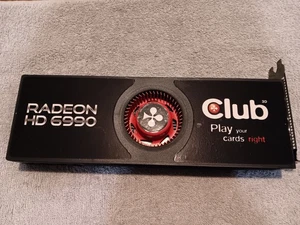 RADEON
HD 6990
Club
3D
Play your
cards right